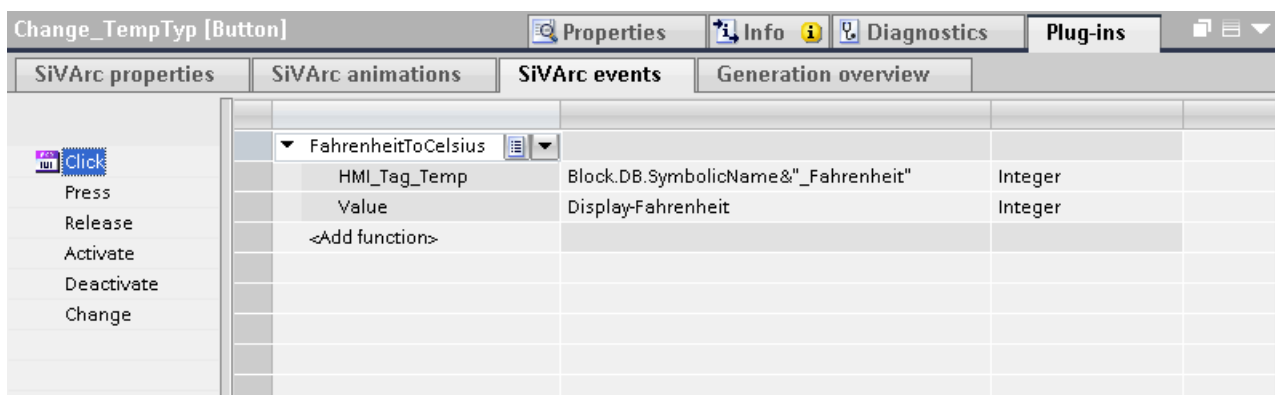 Change_TempTyp [Button] Properties Info Diagnostics Plug-ins
SiVArc properties SiVArc animations SiVArc events Generation overview
FahrenheitToCelsius
Click HMI_Tag_Temp Block.DB.SymbolicName&"_Fahrenheit" Integer
Press Value Display-Fahrenheit Integer
Release <Add function>
Activate
Deactivate
Change